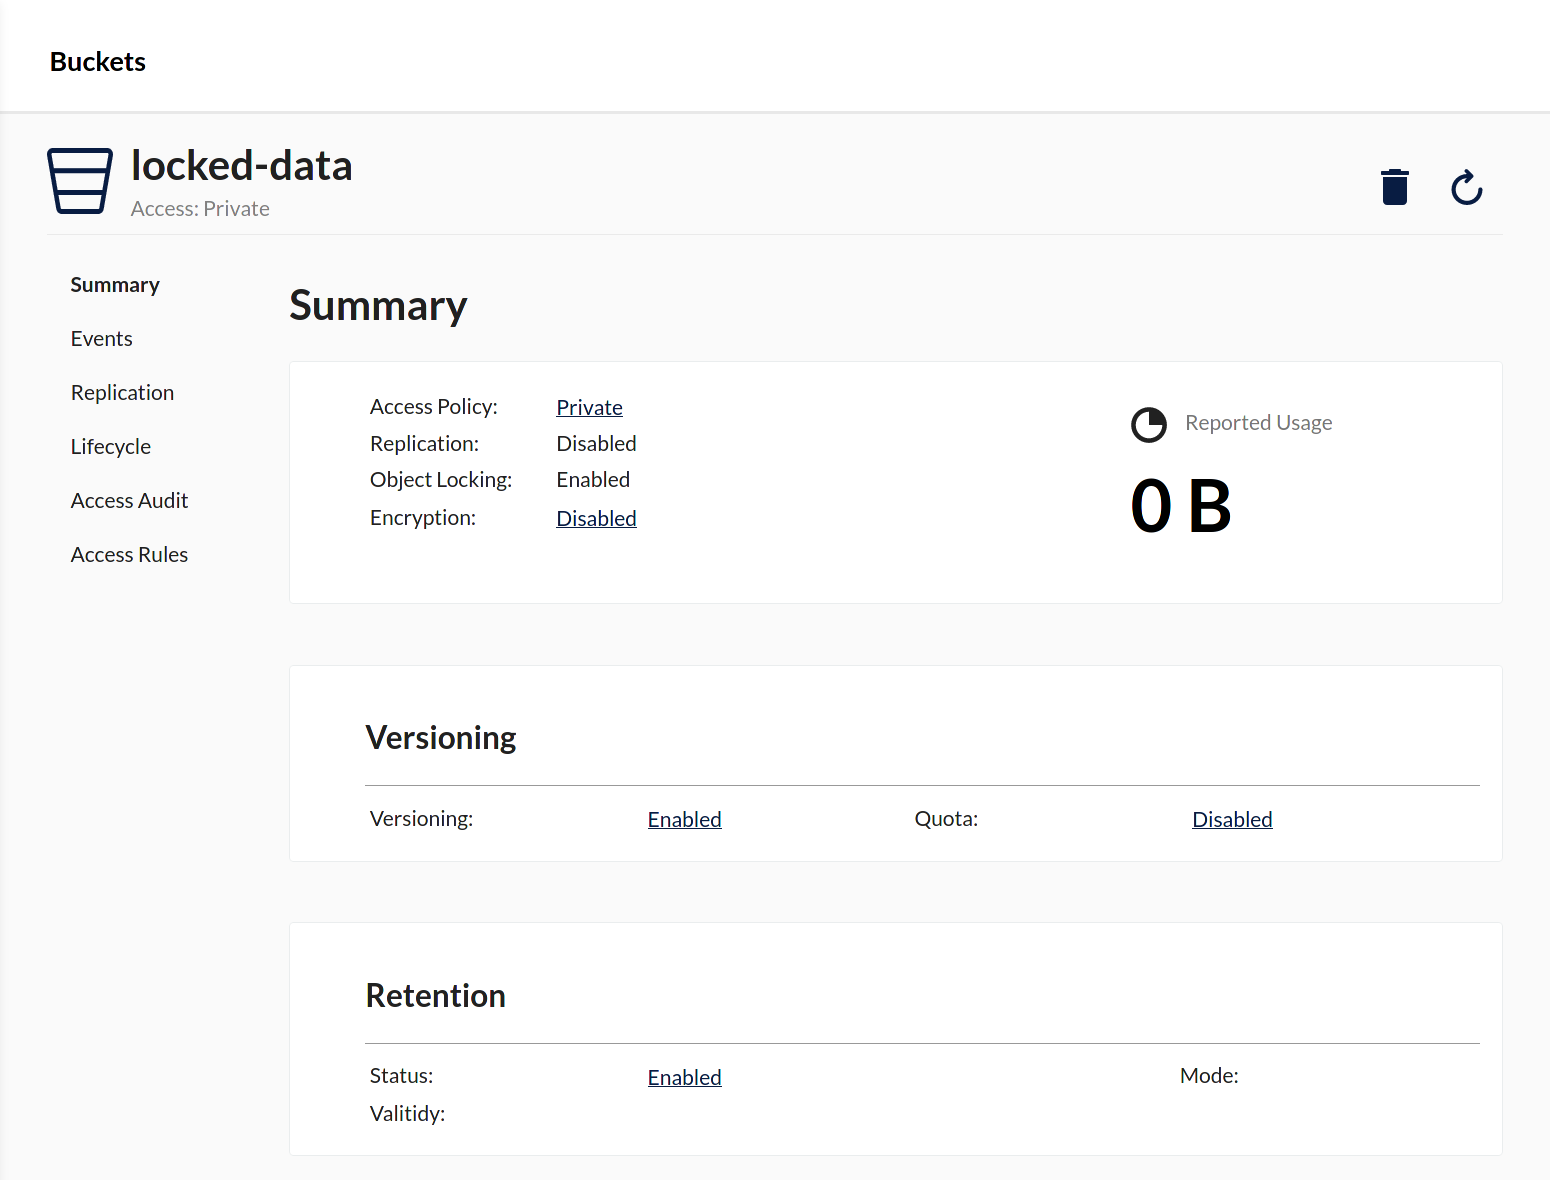 Buckets
locked-data
Access: Private
Summary
Events
Replication
Lifecycle
Access Audit
Access Rules
Summary
Access Policy: Private
Replication: Disabled
Object Locking: Enabled
Encryption: Disabled
Reported Usage
0 B
Versioning
Versioning: Enabled Quota: Disabled
Retention
Status: Enabled Mode:
Valitidy: